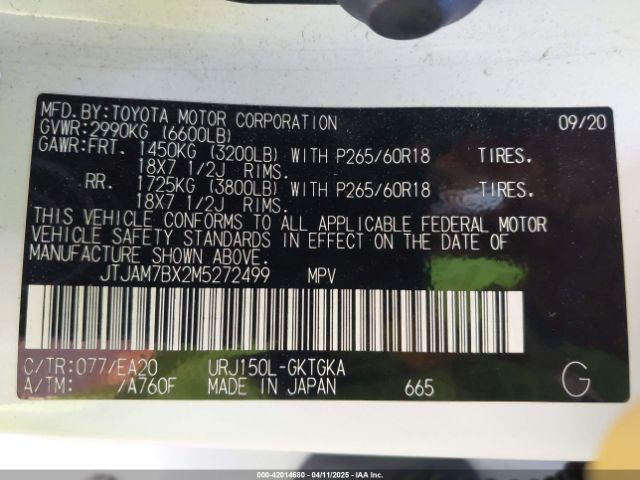 MFD. BY:TOYOTA MOTOR CORPORATION 09/20
GVWR:2990KG (6600LB)
GAWR:FRT. 1450KG (3200LB) WITH P265/60R18 TIRES.
18X7 1/2J RIMS.
RR. 1725KG (3800LB) WITH P265/60R18 TIRES.
18X7 1/2J RIMS.
THIS VEHICLE CONFORMS TO ALL APPLICABLE FEDERAL MOTOR
VEHICLE SAFETY STANDARDS IN EFFECT ON THE DATE OF
MANUFACTURE SHOWN ABOVE.
JTJAM7BX2M5272499 MPV
C/TR:077/EA20 URJ150L-GKTGKA
A/TM: /A760F MADE IN JAPAN 665 G
000-42014680 - 04/11/2025 - IAA, Inc.